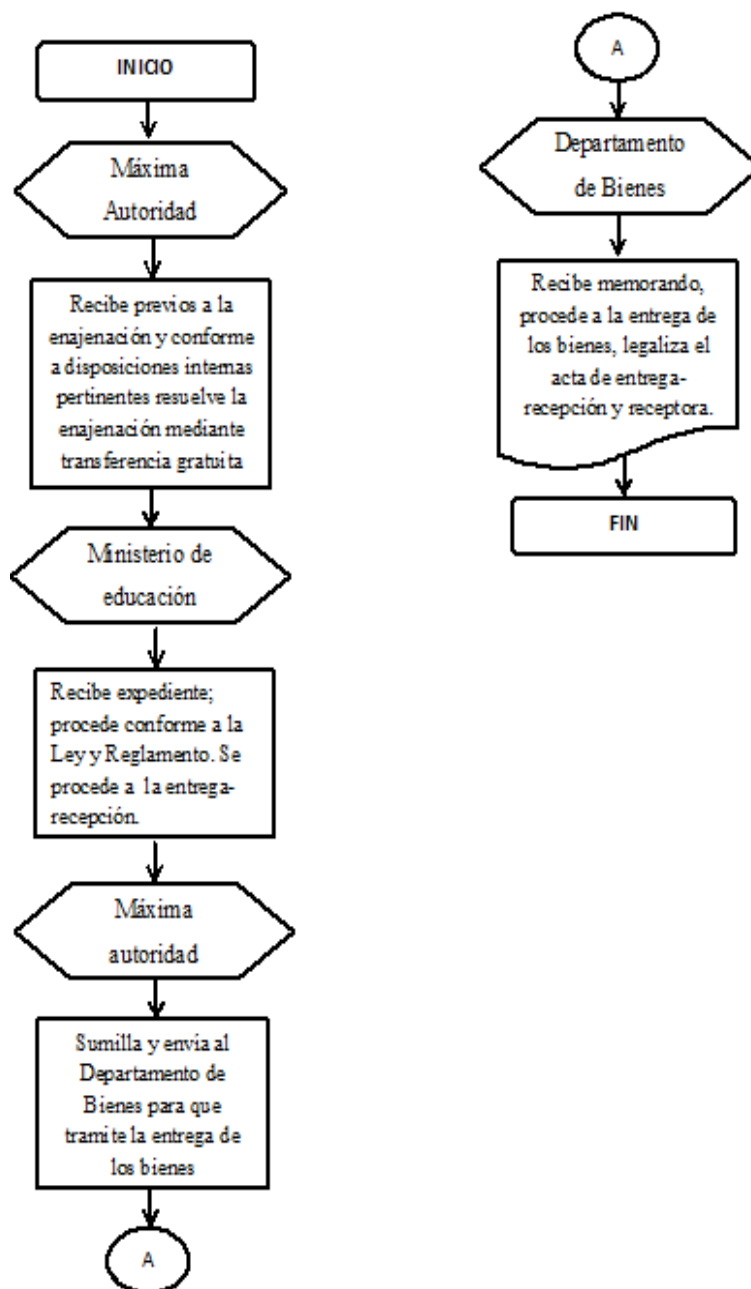 INICIO
Máxima
Autoridad
Recibe previos a la
enajenación y conforme
a disposiciones internas
pertinentes resuelve la
enajenación mediante
transferencia gratuita
Ministerio de
educación
Recibe expediente;
procede conforme a la
Ley y Reglamento. Se
procede a la entrega-
recepción.
Máxima
autoridad
Sumilla y envía al
Departamento de
Bienes para que
tramite la entrega de
los bienes
A
A
Departamento
de Bienes
Recibe memorando,
procede a la entrega de
los bienes, legaliza el
acta de entrega-
recepción y receptora.
FIN